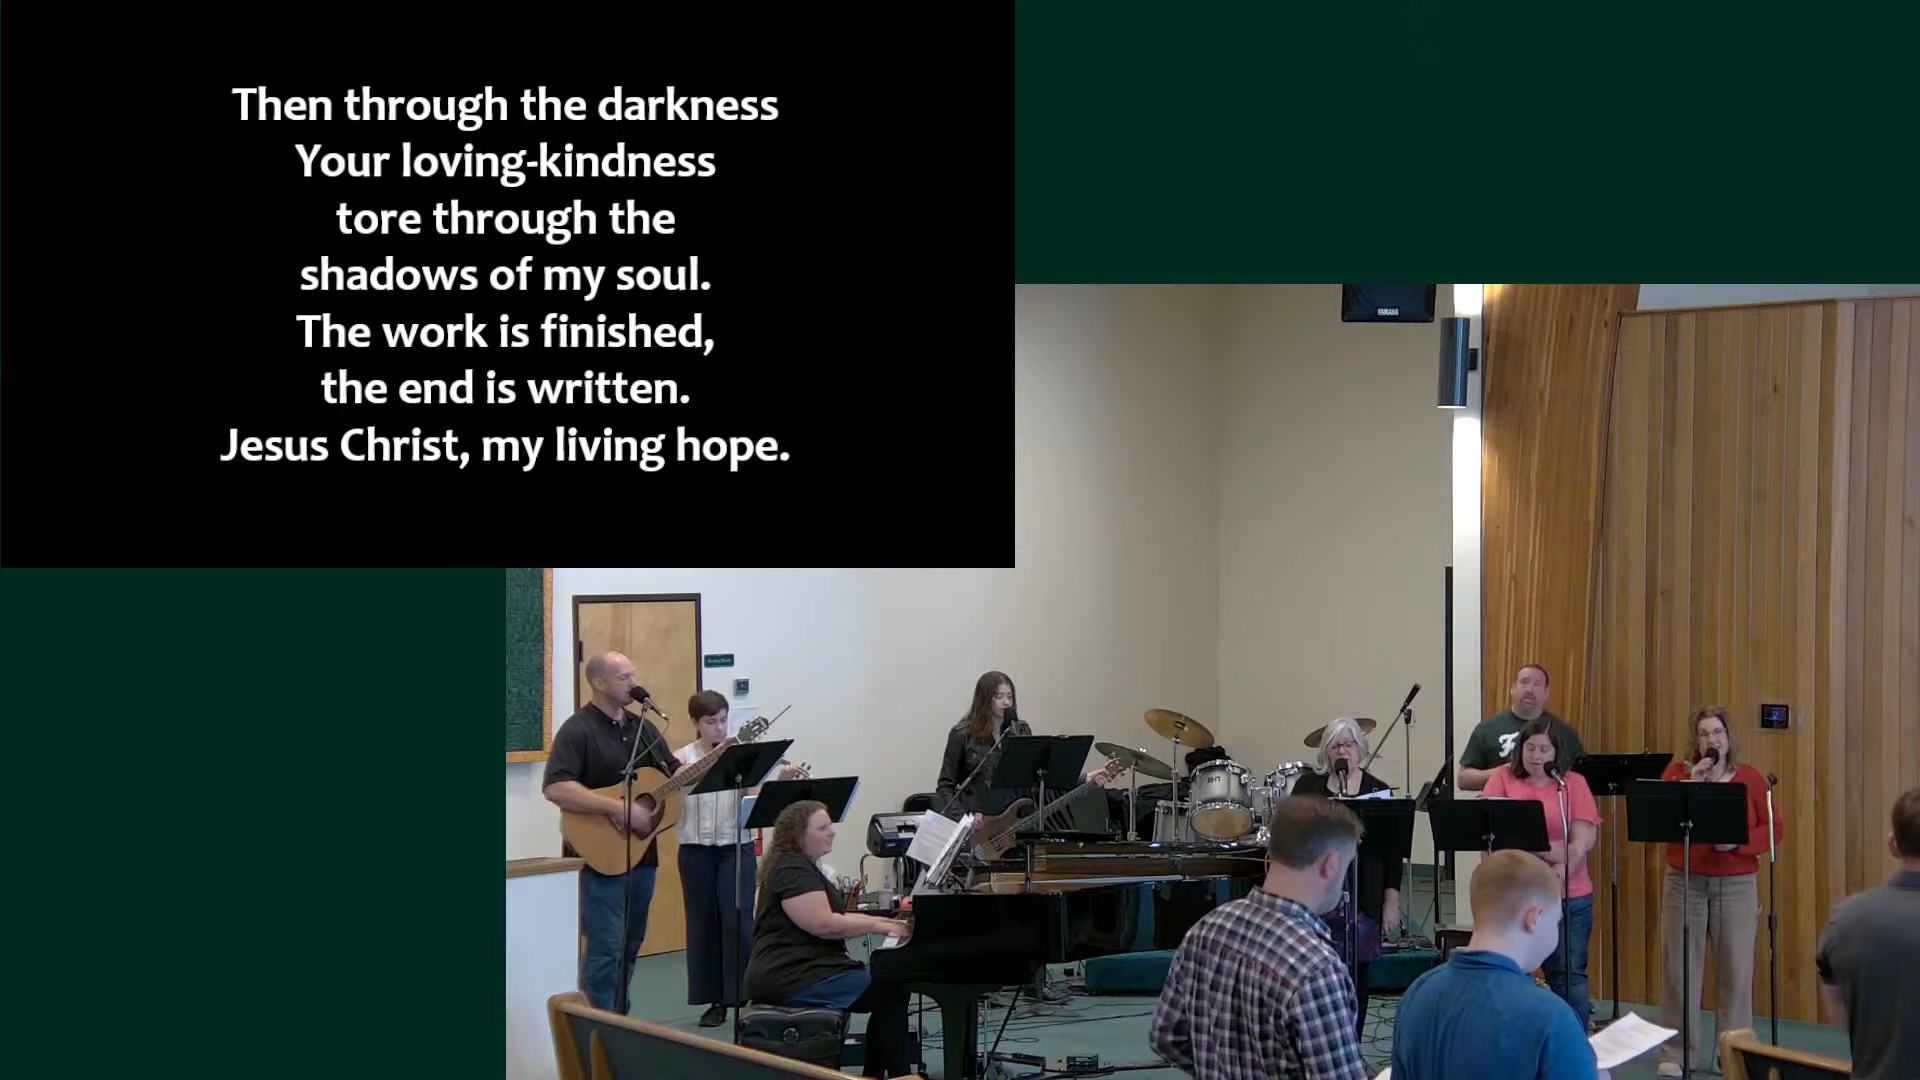 Then through the darkness
Your loving-kindness
tore through the
shadows of my soul.
The work is finished,
the end is written.
Jesus Christ, my living hope.
YAMAHA